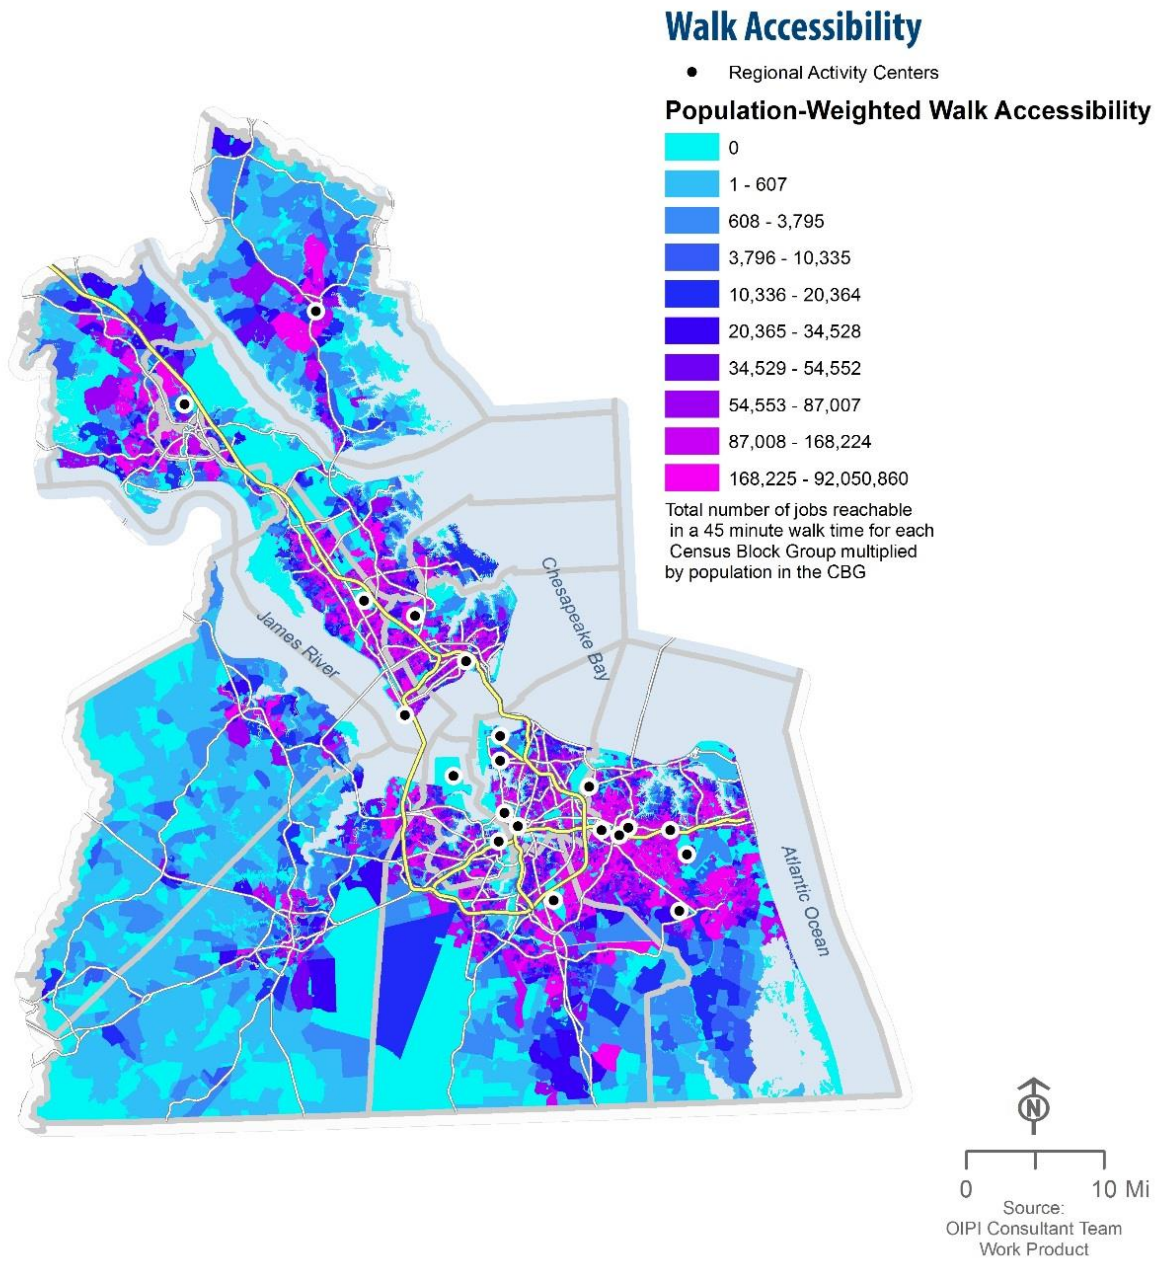 Walk Accessibility
Regional Activity Centers
Population-Weighted Walk Accessibility
0
1 - 607
608 - 3,795
3,796 - 10,335
10,336 - 20,364
20,365 - 34,528
34,529 - 54,552
54,553 - 87,007
87,008 - 168,224
168,225 - 92,050,860
Total number of jobs reachable
in a 45 minute walk time for each
Census Block Group multiplied
by population in the CBG
Chesapeake Bay
James River
Atlantic Ocean
N
0 10 Mi
Source:
OIPI Consultant Team
Work Product